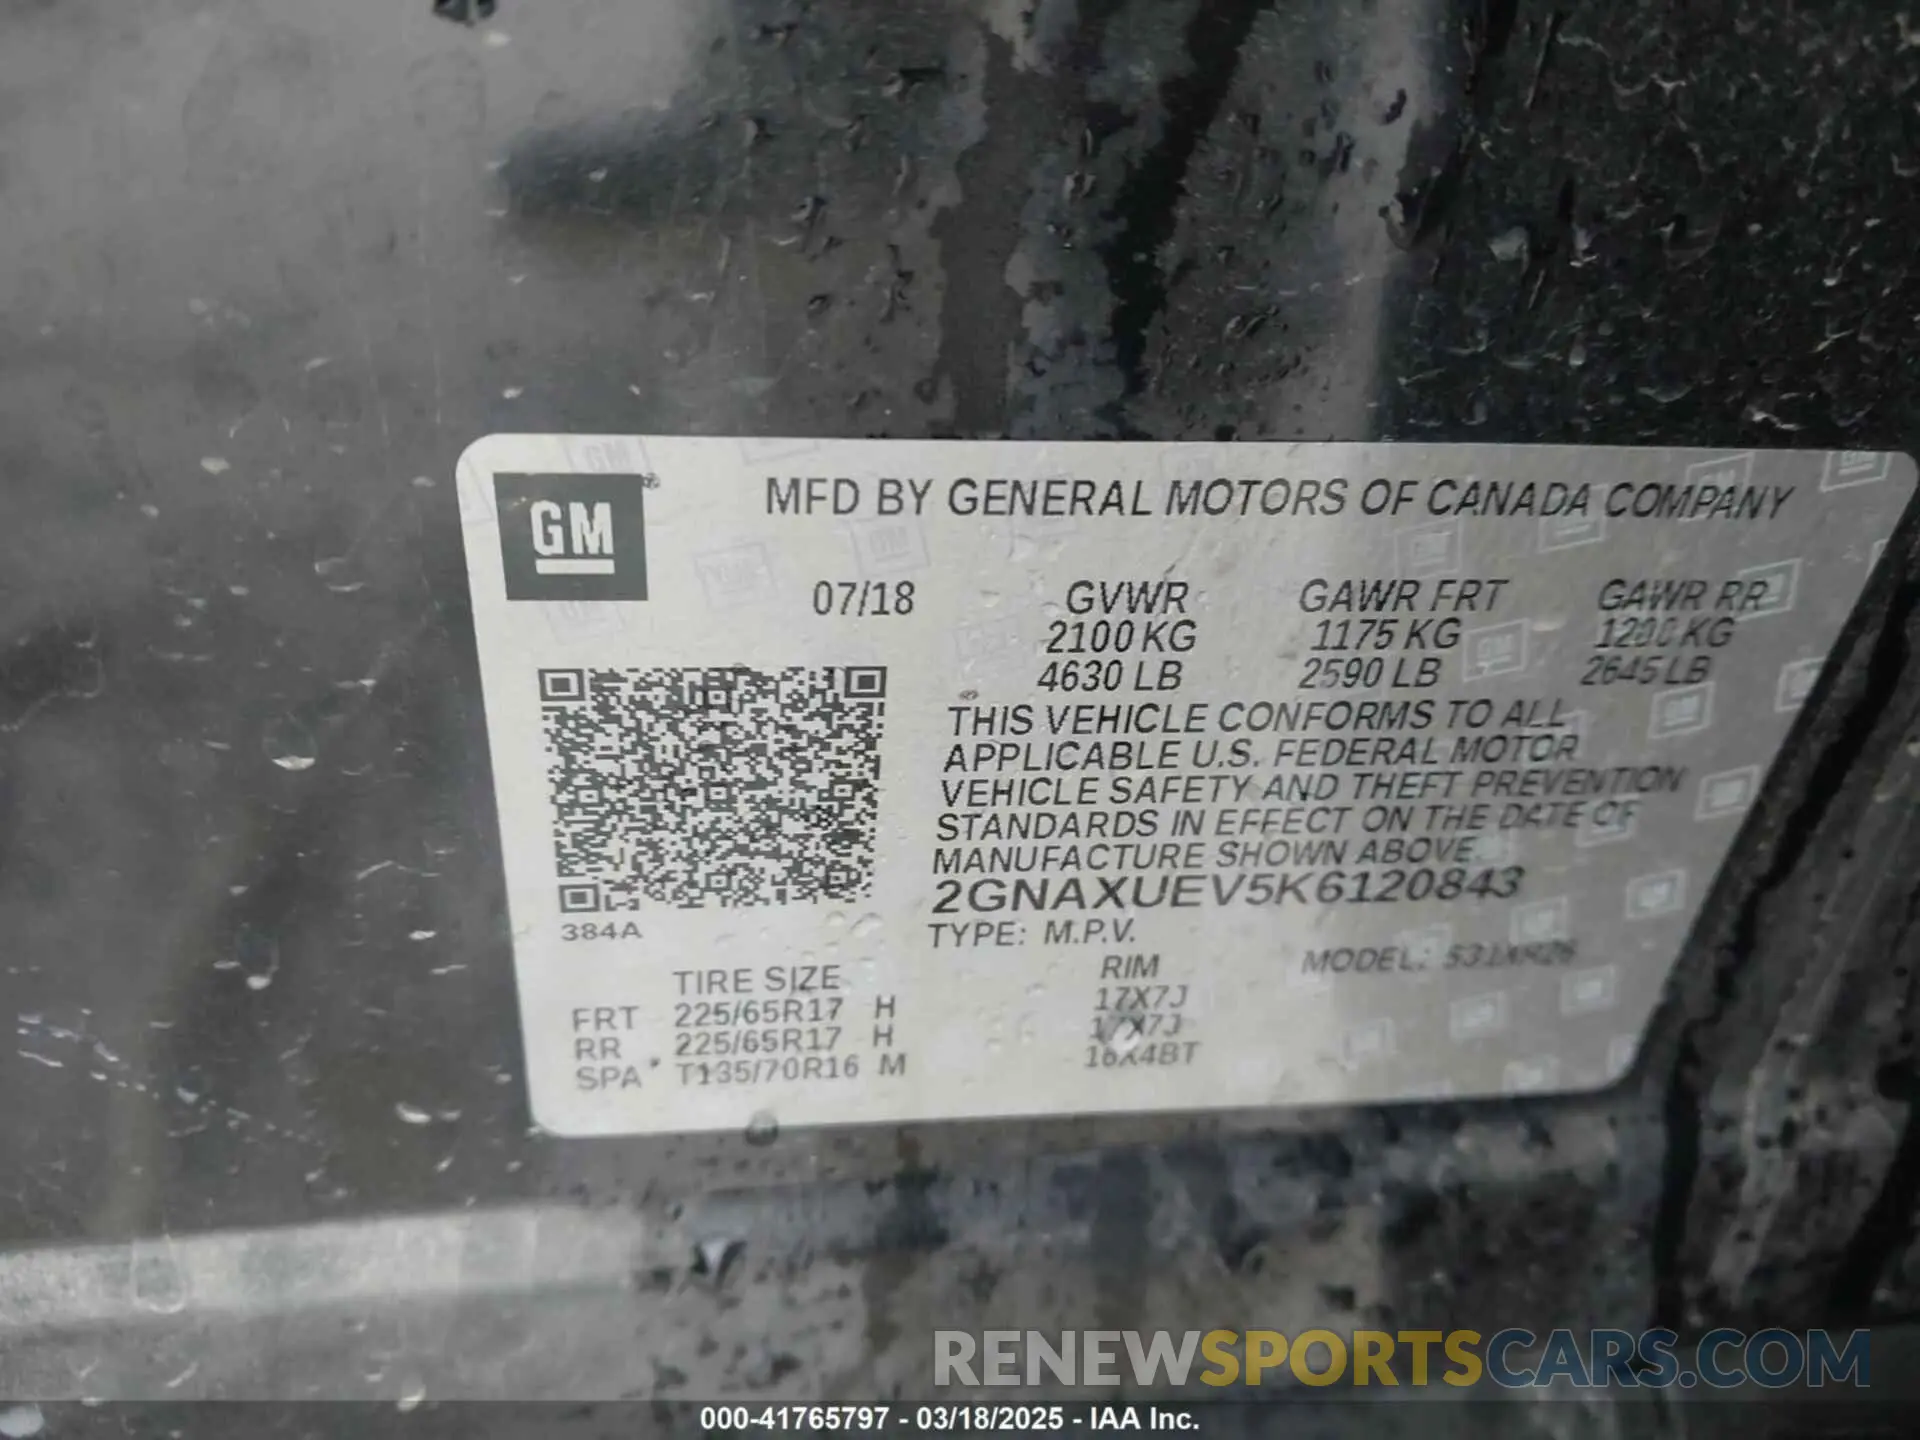 GM
MFD BY GENERAL MOTORS OF CANADA COMPANY
07/18 GVWR GAWR FRT GAWR RR
2100 KG 1175 KG 1200 KG
4630 LB 2590 LB 2645 LB
THIS VEHICLE CONFORMS TO ALL
APPLICABLE U.S. FEDERAL MOTOR
VEHICLE SAFETY AND THEFT PREVENTION
STANDARDS IN EFFECT ON THE DATE OF
MANUFACTURE SHOWN ABOVE.
2GNAXUEV5K6120843
384A
TYPE: M.P.V.
MODEL:
TIRE SIZE RIM
FRT 225/65R17 H 17X7J
RR 225/65R17 H 17X7J
SPA T135/70R16 M 16X4BT
RENEWSPORTSCARS.COM
000-41765797 - 03/18/2025 - IAA Inc.